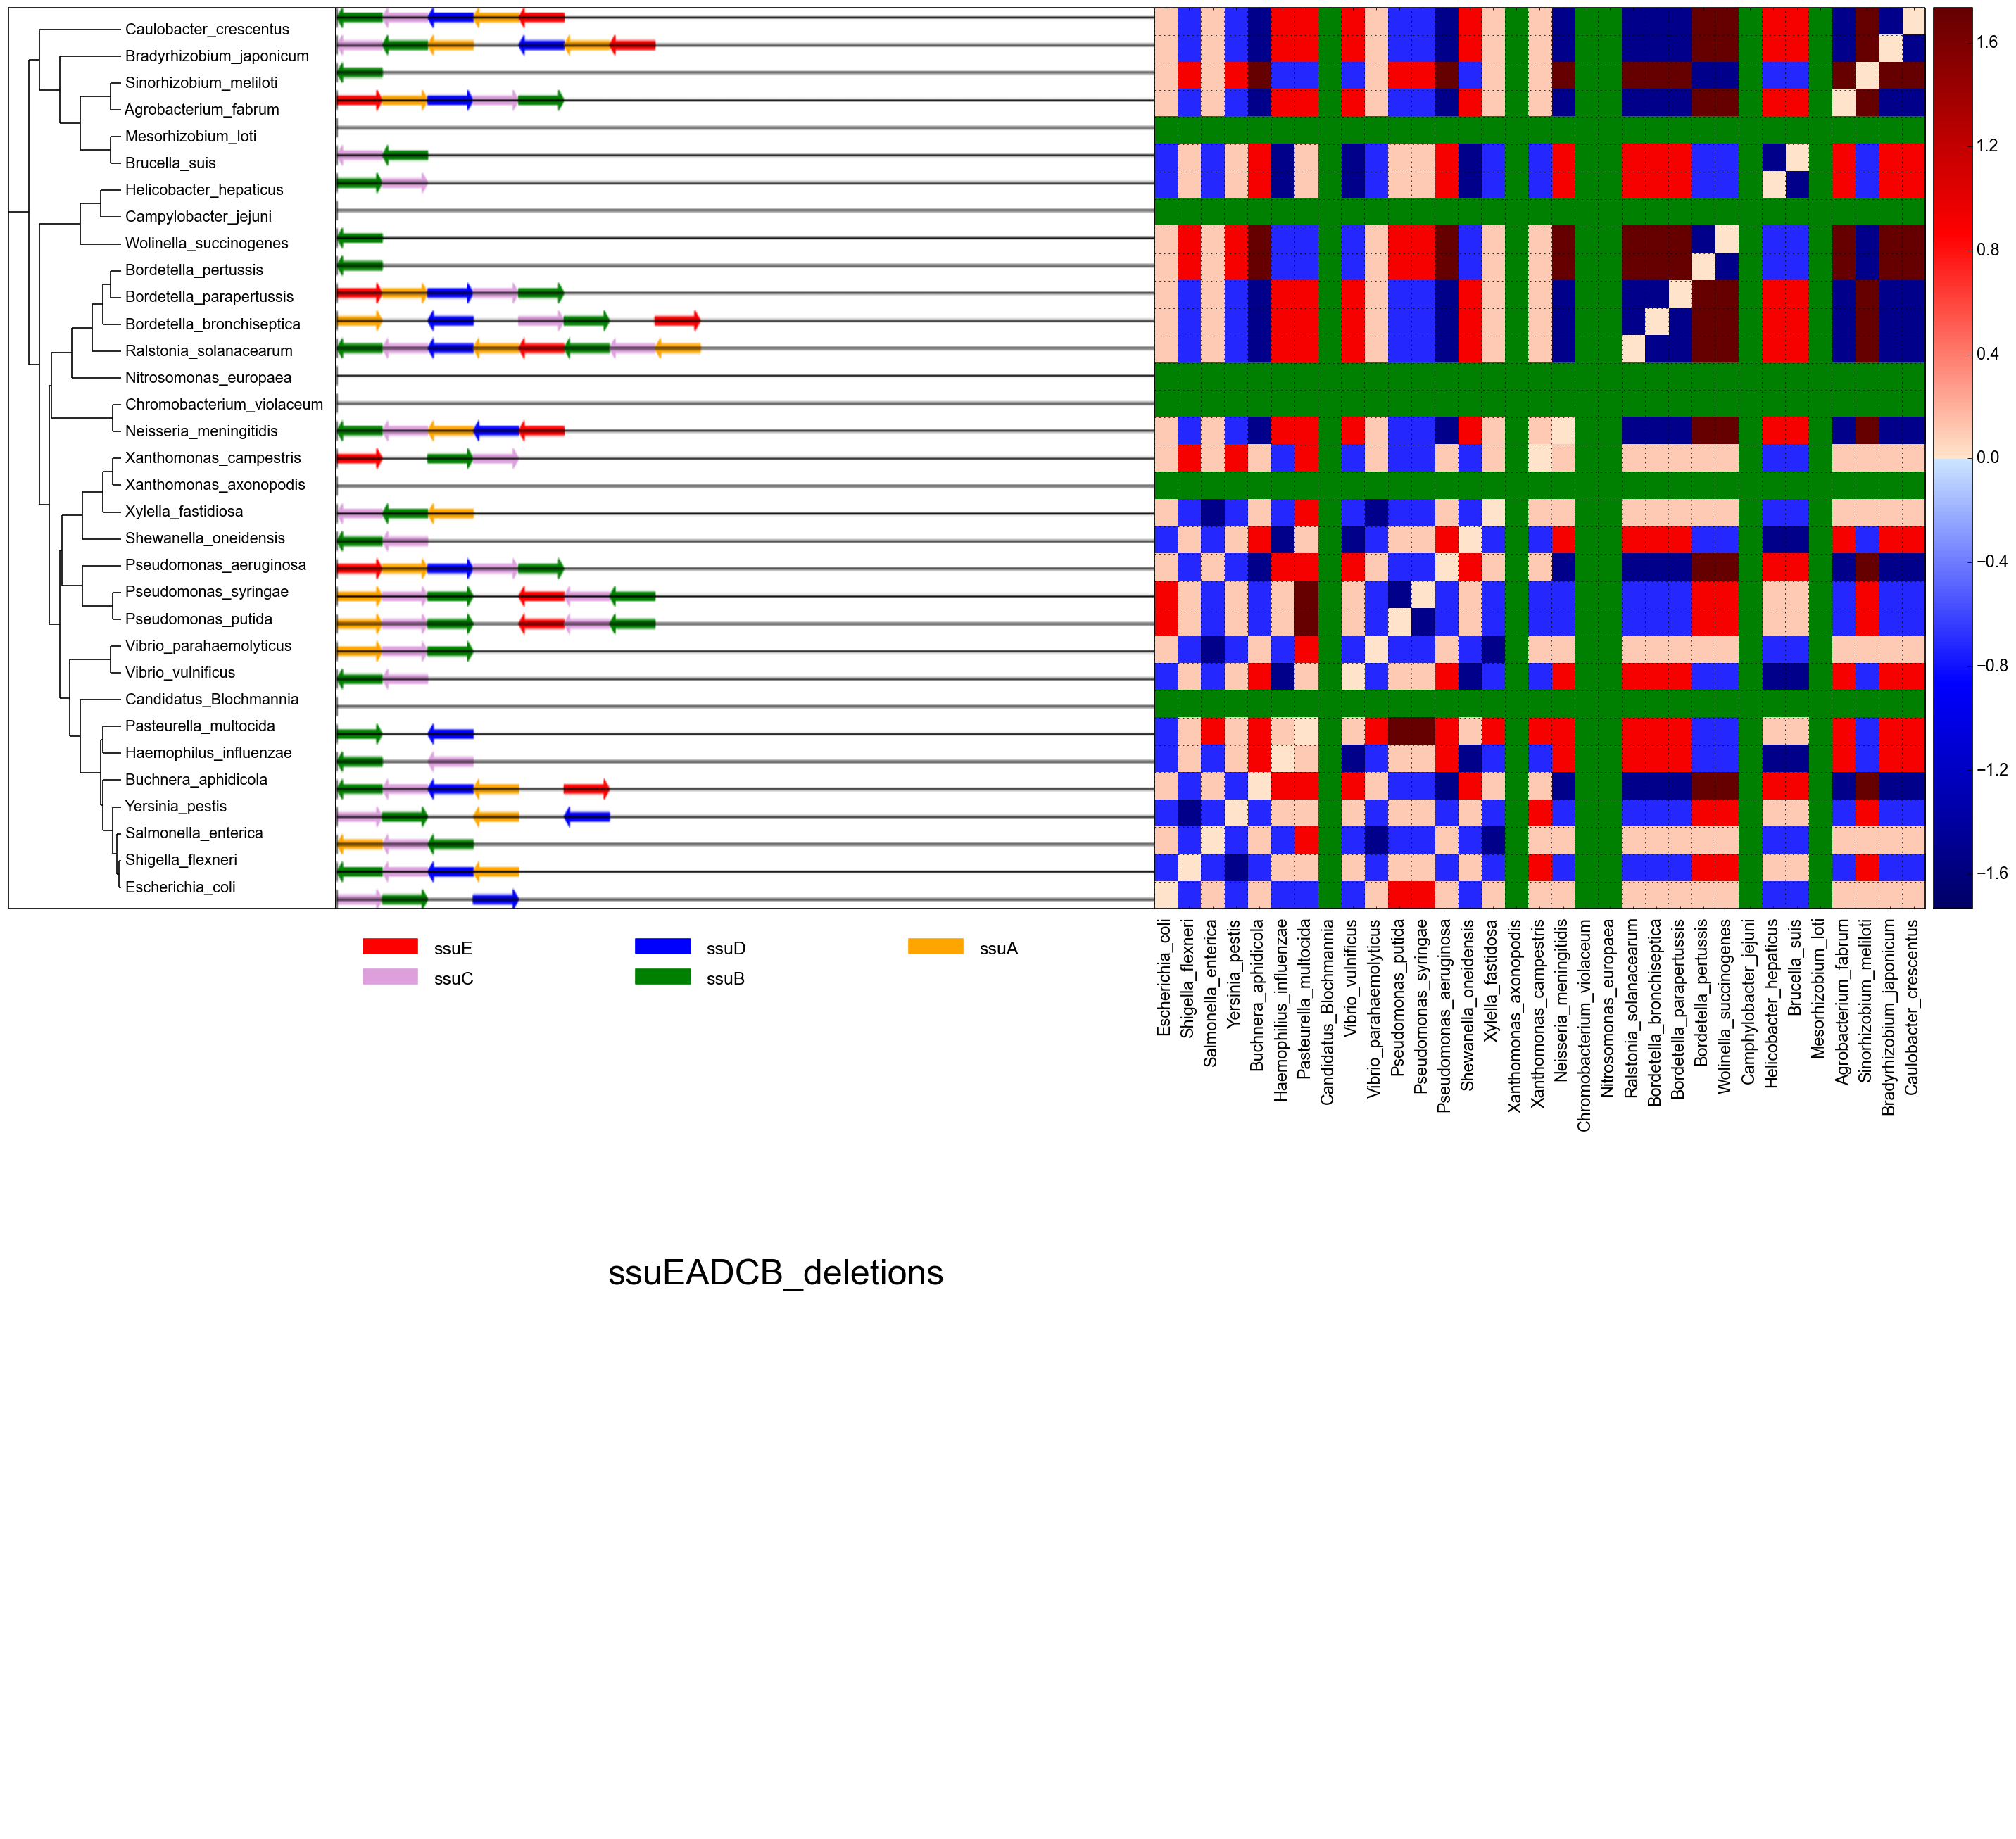 Caulobacter_crescentus
Bradyrhizobium_japonicum
Sinorhizobium_meliloti
Agrobacterium_fabrum
Mesorhizobium_loti
Brucella_suis
Helicobacter_hepaticus
Campylobacter_jejuni
Wolinella_succinogenes
Bordetella_pertussis
Bordetella_parapertussis
Bordetella_bronchiseptica
Ralstonia_solanacearum
Nitrosomonas_europaea
Chromobacterium_violaceum
Neisseria_meningitidis
Xanthomonas_campestris
Xanthomonas_axonopodis
Xylella_fastidiosa
Shewanella_oneidensis
Pseudomonas_aeruginosa
Pseudomonas_syringae
Pseudomonas_putida
Vibrio_parahaemolyticus
Vibrio_vulnificus
Candidatus_Blochmannia
Pasteurella_multocida
Haemophilus_influenzae
Buchnera_aphidicola
Yersinia_pestis
Salmonella_enterica
Shigella_flexneri
Escherichia_coli
1.6
1.2
0.8
0.4
0.0
−0.4
−0.8
−1.2
−1.6
Escherichia_coli
Shigella_flexneri
Salmonella_enterica
Yersinia_pestis
Buchnera_aphidicola
Haemophilius_influenzae
Pasteurella_multocida
Candidatus_Blochmannia
Vibrio_vulnificus
Vibrio_parahaemolyticus
Pseudomonas_putida
Pseudomonas_syringae
Pseudomonas_aeruginosa
Shewanella_oneidensis
Xylella_fastidosa
Xanthomonas_axonopodis
Xanthomonas_campestris
Neisseria_meningitidis
Chromobacterium_violaceum
Nitrosomonas_europaea
Ralstonia_solanacearum
Bordetella_bronchiseptica
Bordetella_parapertussis
Bordetella_pertussis
Wolinella_succinogenes
Camphylobacter_jejuni
Helicobacter_hepaticus
Brucella_suis
Mesorhizobium_loti
Agrobacterium_fabrum
Sinorhizobium_meliloti
Bradyrhizobium_japonicum
Caulobacter_crescentus
ssuE
ssuD
ssuA
ssuC
ssuB
ssuEADCB_deletions